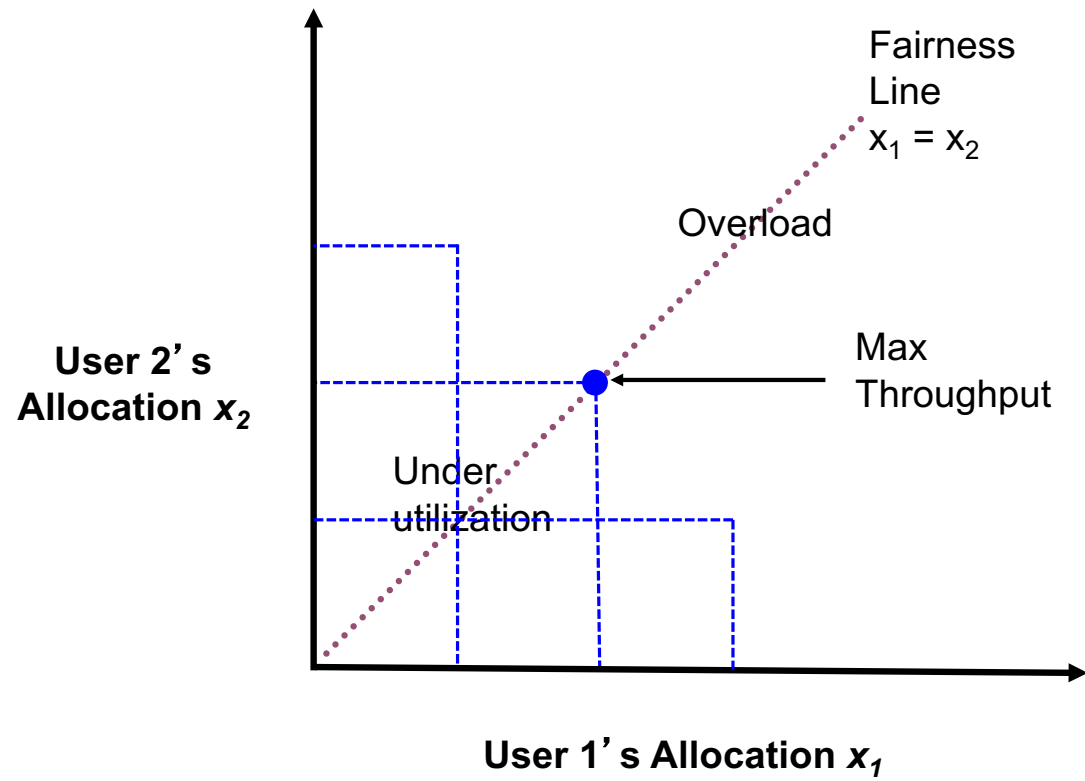 Fairness
Line
x₁ = x₂
Overload
User 2’s
Allocation x₂
Max
Throughput
Under
utilization
User 1’s Allocation x₁